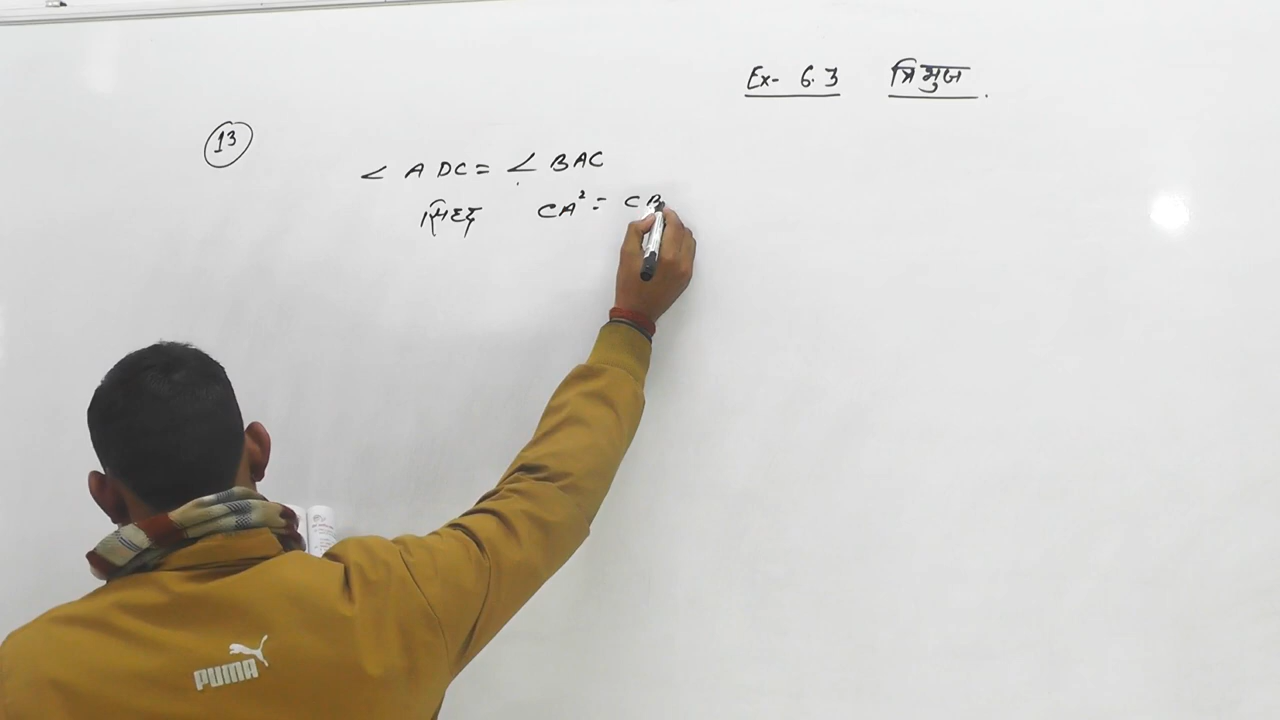 Ex- 6.3 त्रिभुज.
13
∠ ADC = ∠ BAC
सिद्ध CA² = CB
PUMA